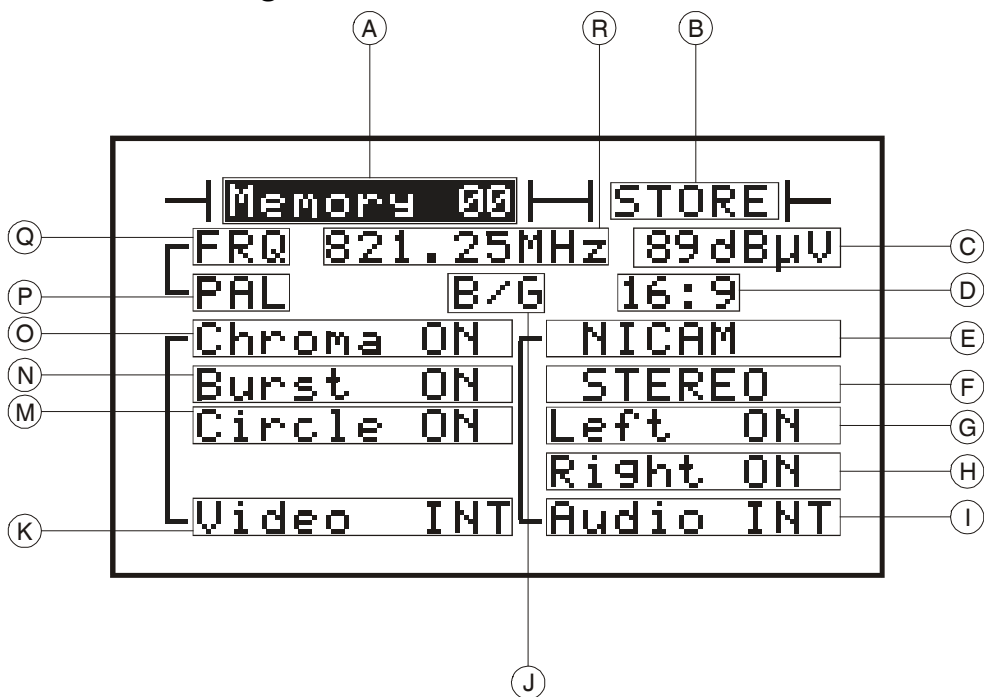 A R B
Memory 00 STORE
Q FRQ 821.25MHz 89dBµV C
P PAL B/G 16:9 D
O Chroma ON NICAM E
N Burst ON STEREO F
M Circle ON Left ON G
Right ON H
K Video INT Audio INT I
J